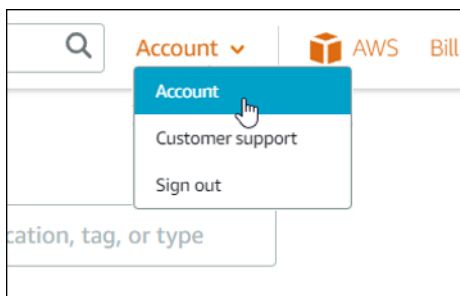 Account AWS Bill
Account
Customer support
Sign out
cation, tag, or type